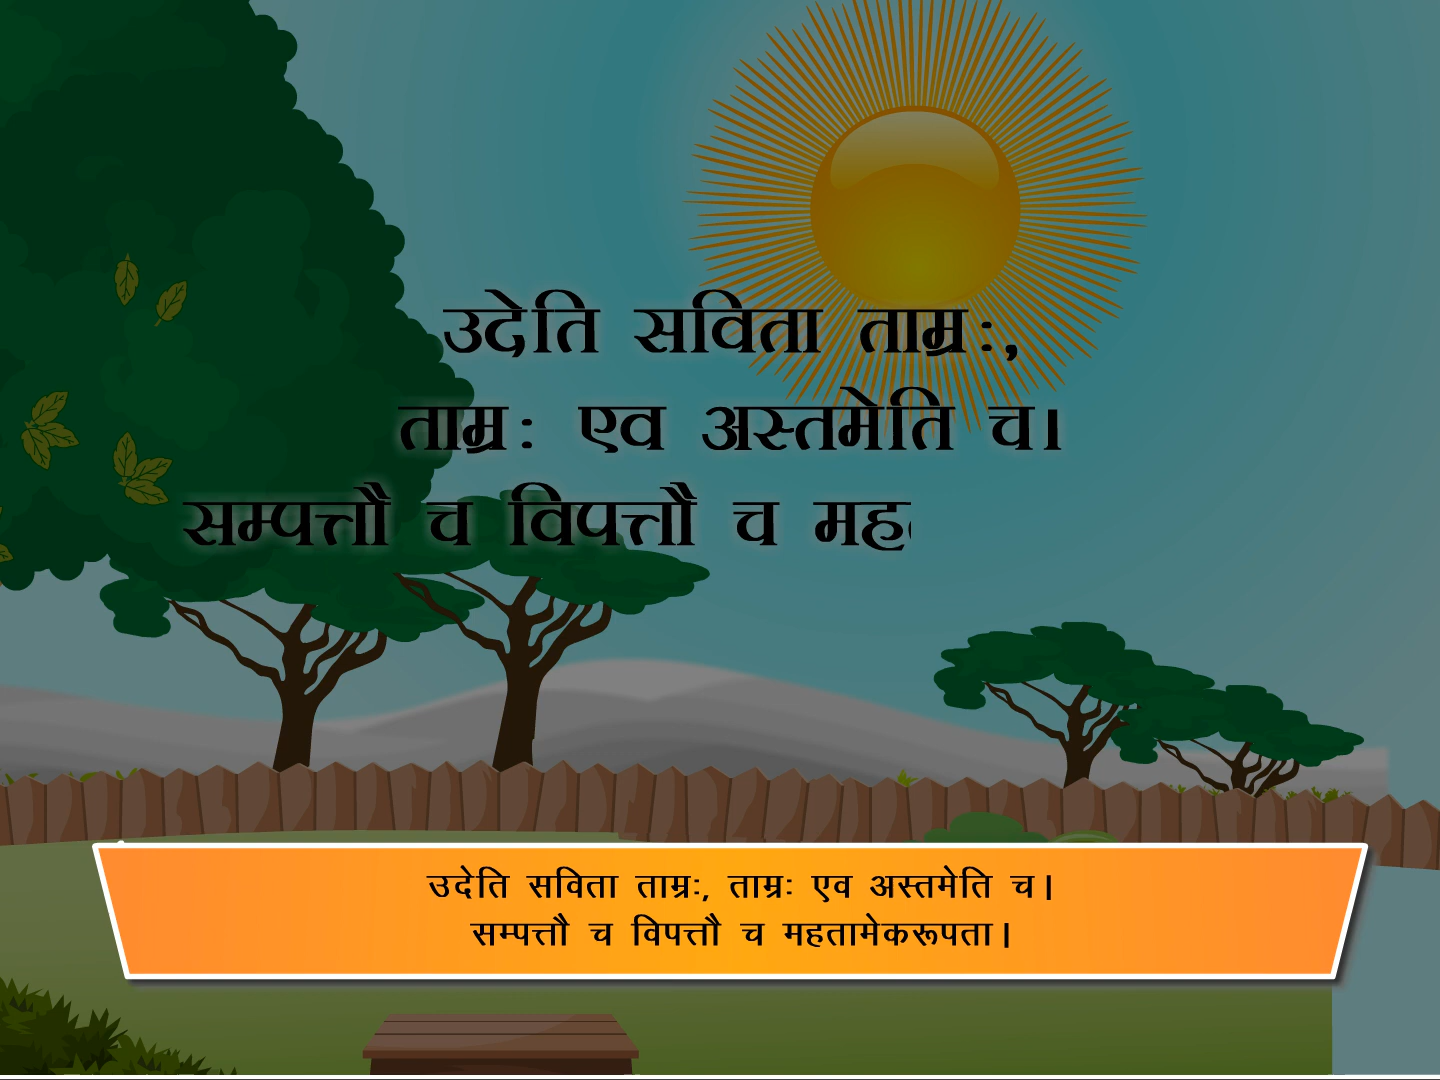 उदेति सविता ताम्रः,
ताम्रः एव अस्तमेति च।
सम्पत्तौ च विपत्तौ च मह
उदेति सविता ताम्रः, ताम्रः एव अस्तमेति च।
सम्पत्तौ च विपत्तौ च महतामेकरूपता।